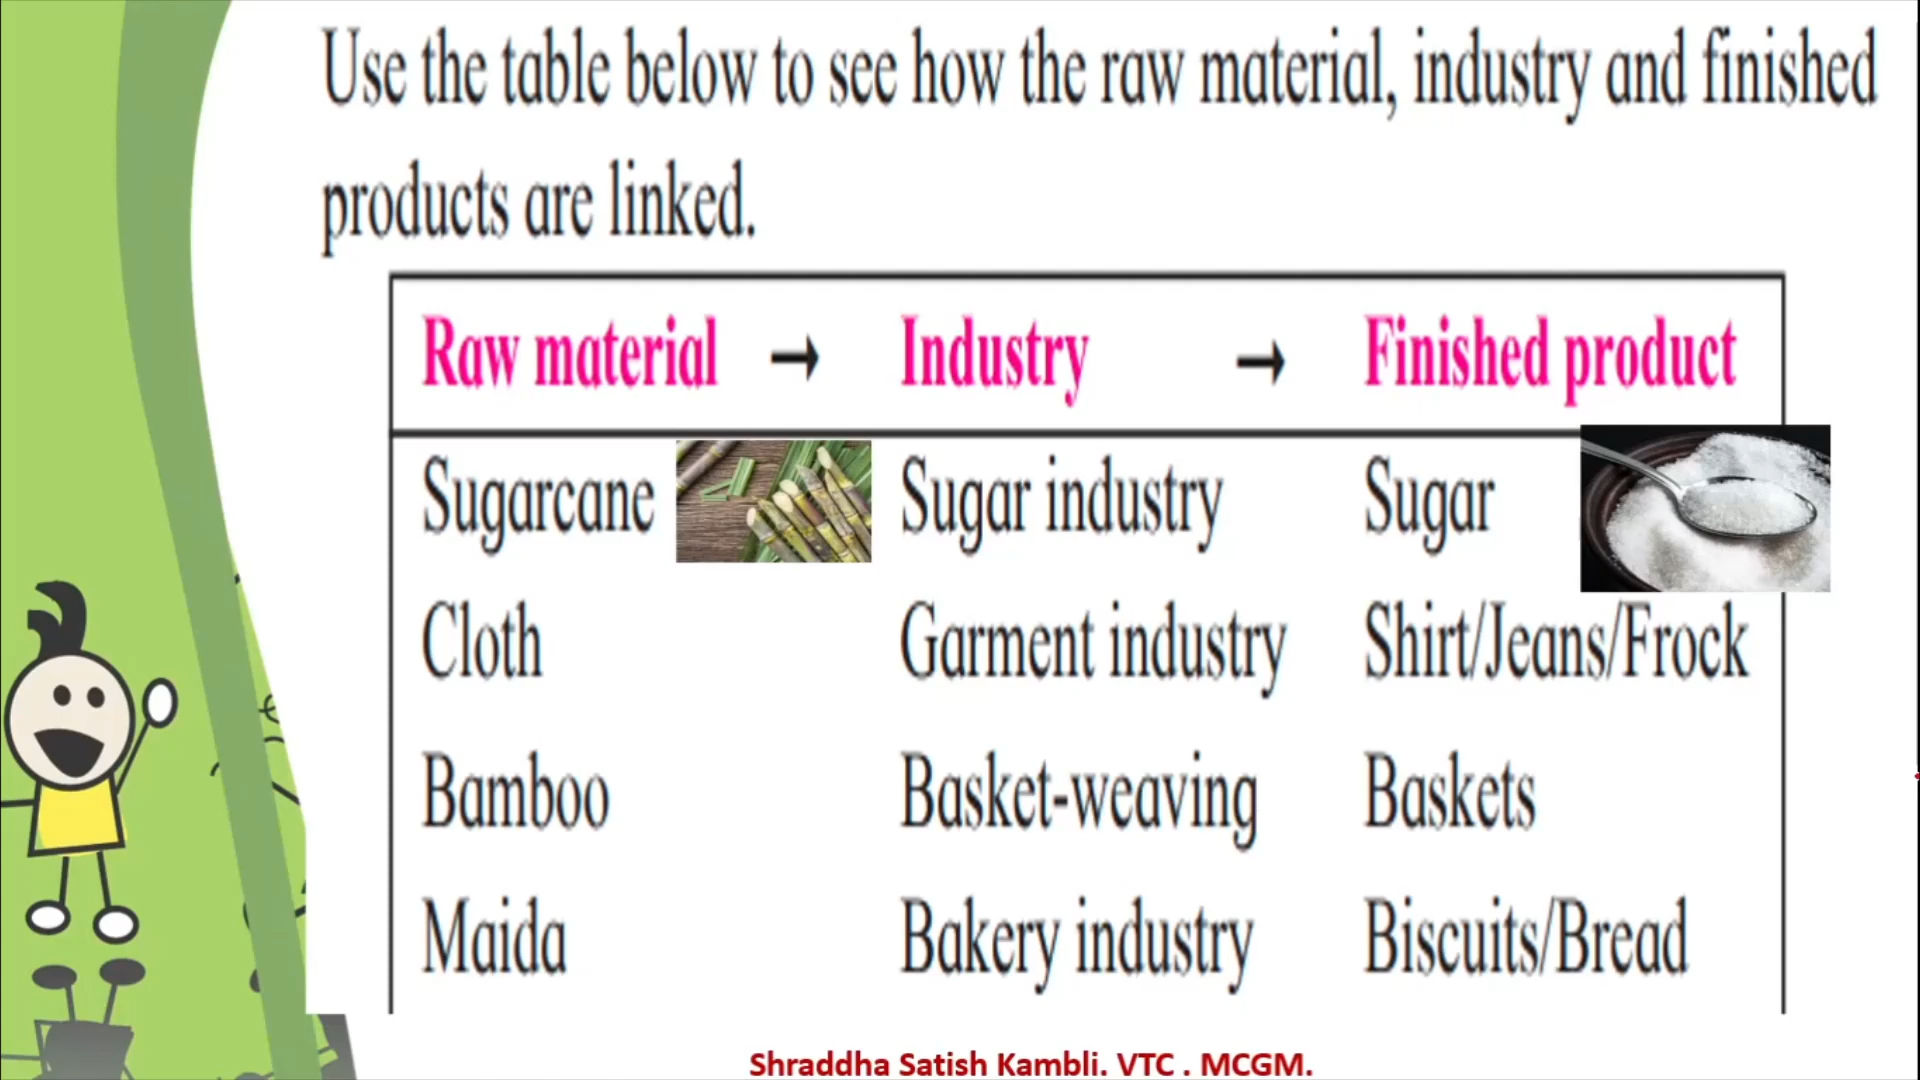 Use the table below to see how the raw material, industry and finished
products are linked.
Raw material → Industry → Finished product
Sugarcane Sugar industry Sugar
Cloth Garment industry Shirt/Jeans/Frock
Bamboo Basket-weaving Baskets
Maida Bakery industry Biscuits/Bread
Shraddha Satish Kambli. VTC . MCGM.